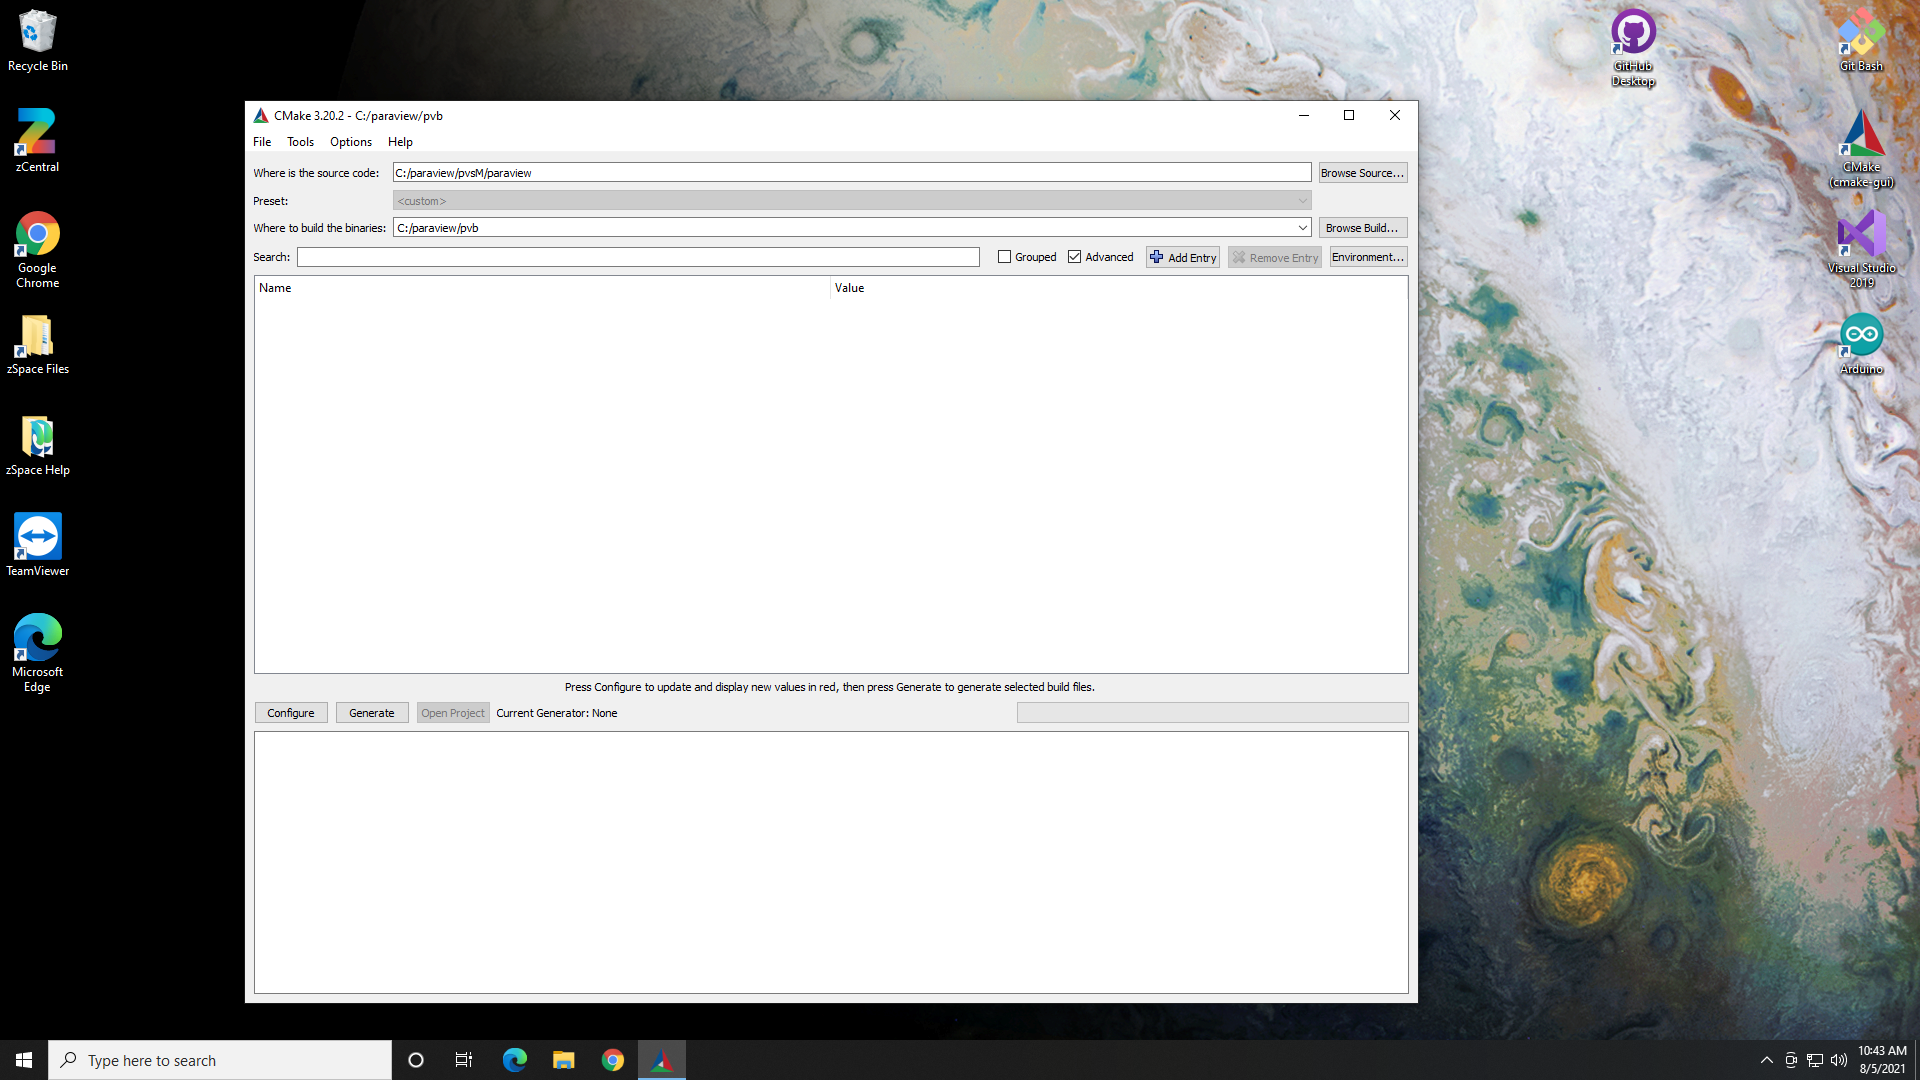 Recycle Bin
zCentral
Google
Chrome
zSpace Files
zSpace Help
TeamViewer
Microsoft
Edge
GitHub
Desktop
Git Bash
CMake
(cmake-gui)
Visual Studio
2019
Arduino
CMake 3.20.2 - C:/paraview/pvb
File Tools Options Help
Where is the source code: C:/paraview/pvsM/paraview Browse Source...
Preset: <custom>
Where to build the binaries: C:/paraview/pvb Browse Build...
Search: Grouped Advanced Add Entry Remove Entry Environment...
Name Value
Press Configure to update and display new values in red, then press Generate to generate selected build files.
Configure Generate Open Project Current Generator: None
Type here to search
10:43 AM
8/5/2021